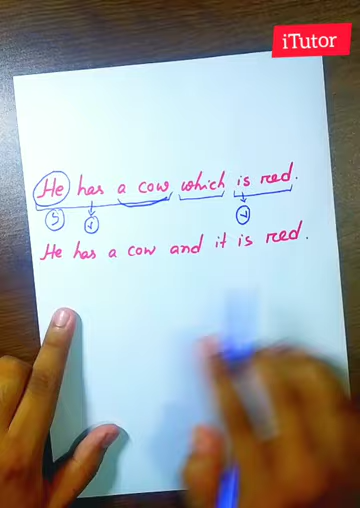 iTutor
He has a cow which is red.
S V V
He has a cow and it is red.